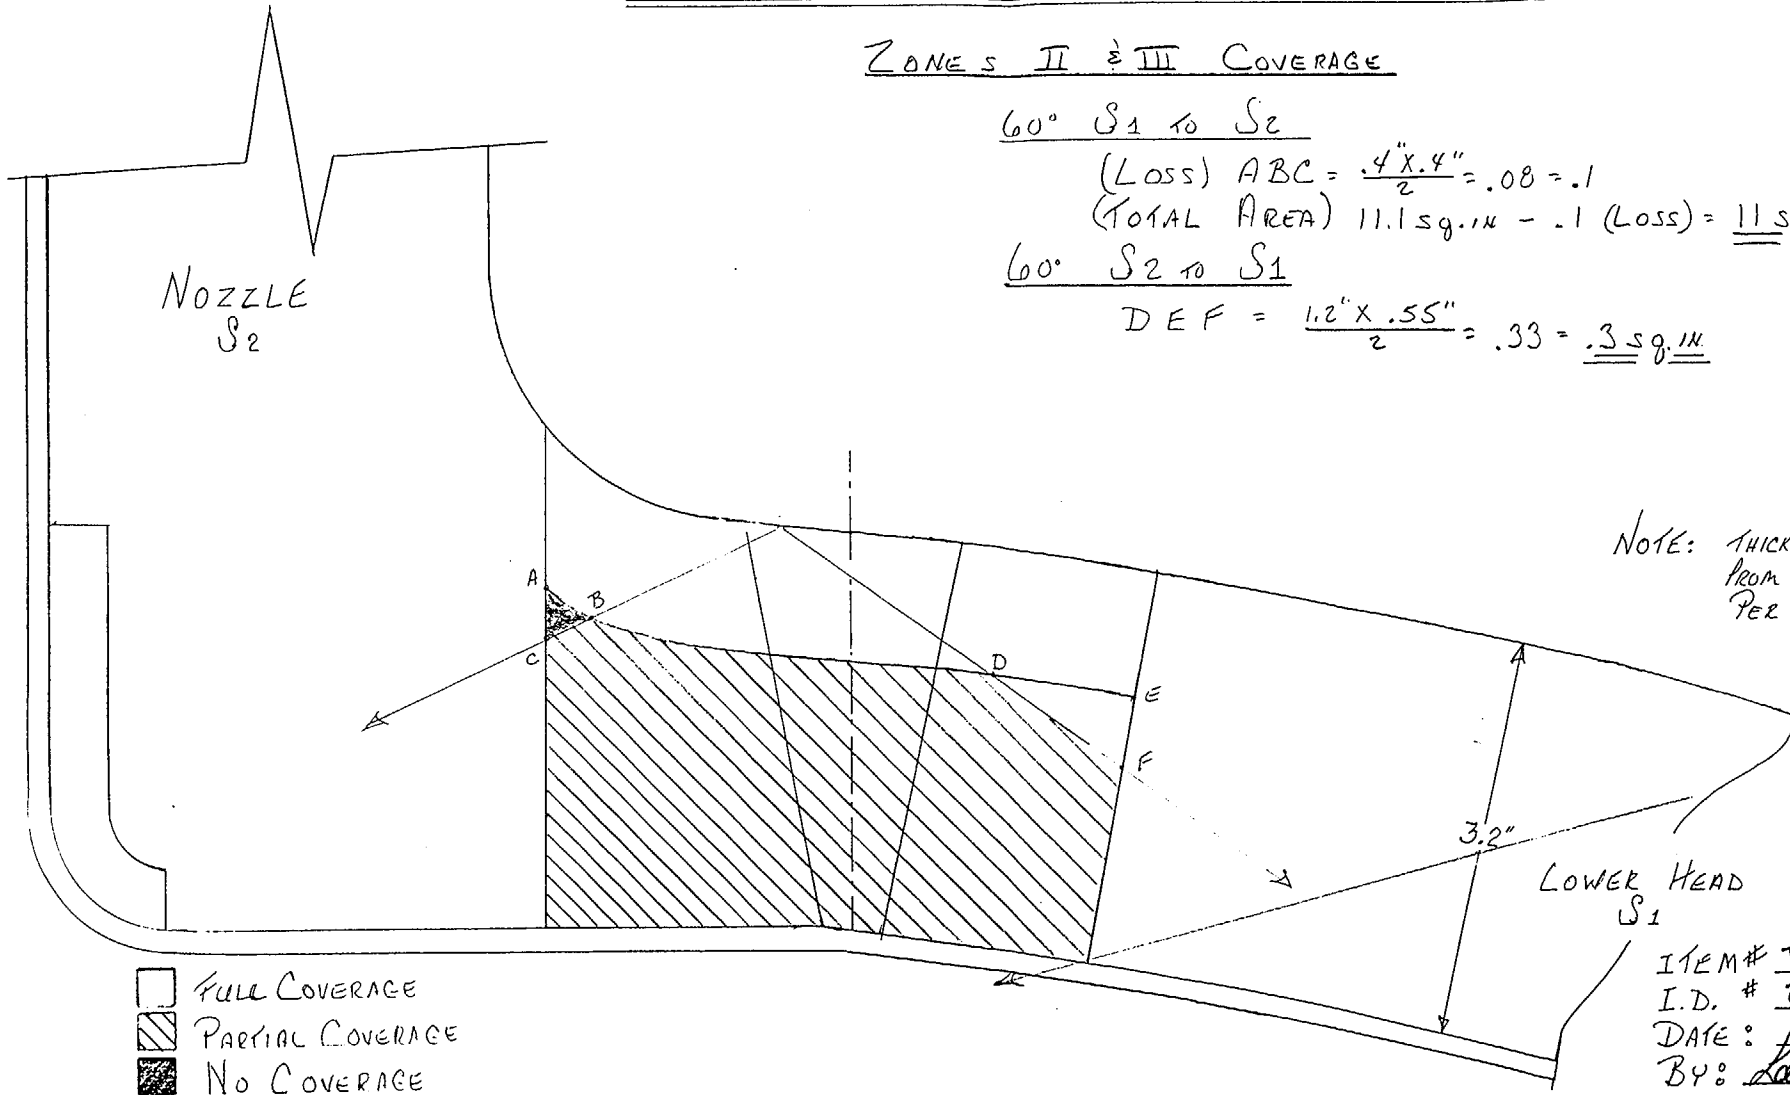 ZONES II & III COVERAGE
60° S1 TO S2
(LOSS) ABC = .4" X .4" / 2 = .08 = .1
(TOTAL AREA) 11.1 sq.IN - .1 (LOSS) = 11 s
60° S2 TO S1
DEF = 1.2" X .55" / 2 = .33 = .3 sq.IN.
NOZZLE
S2
NOTE: THICK
FROM
PER
A
B
C
D
E
F
3.2"
LOWER HEAD
S1
FULL COVERAGE
PARTIAL COVERAGE
NO COVERAGE
ITEM#
I.D. #
DATE:
BY: